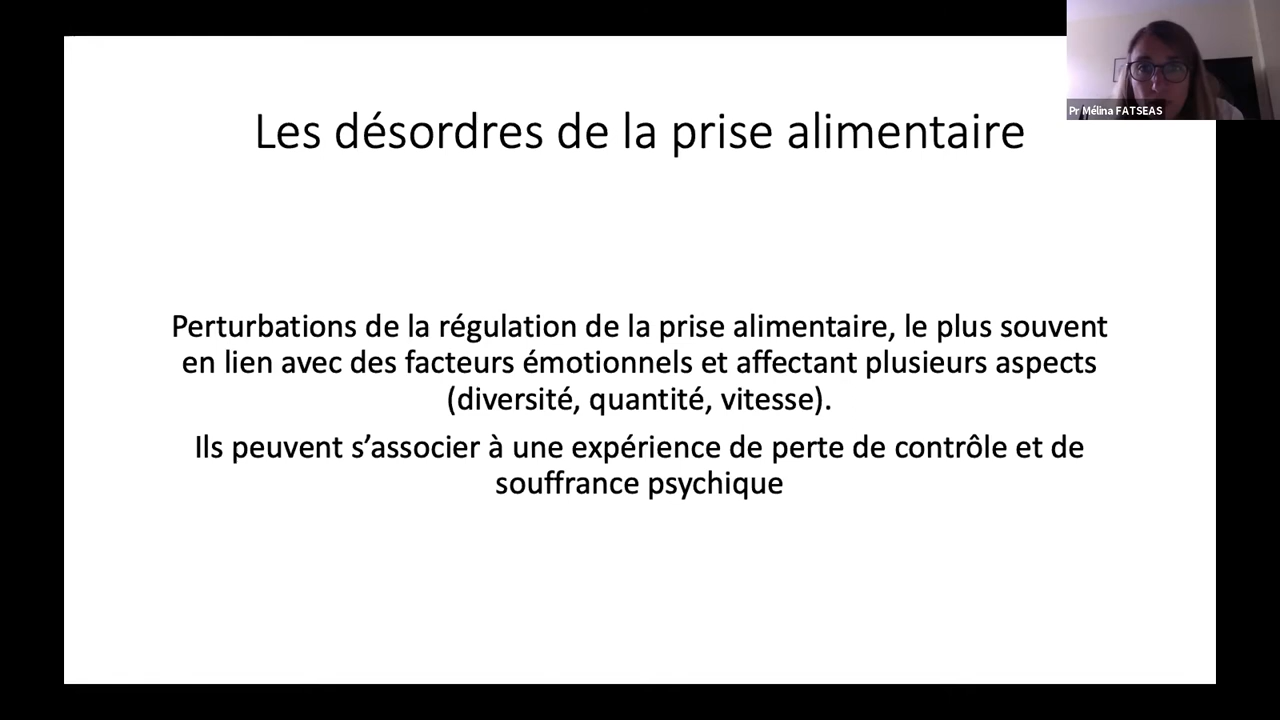 Pr Mélina FATSEAS
Les désordres de la prise alimentaire
Perturbations de la régulation de la prise alimentaire, le plus souvent
en lien avec des facteurs émotionnels et affectant plusieurs aspects
(diversité, quantité, vitesse).
Ils peuvent s’associer à une expérience de perte de contrôle et de
souffrance psychique